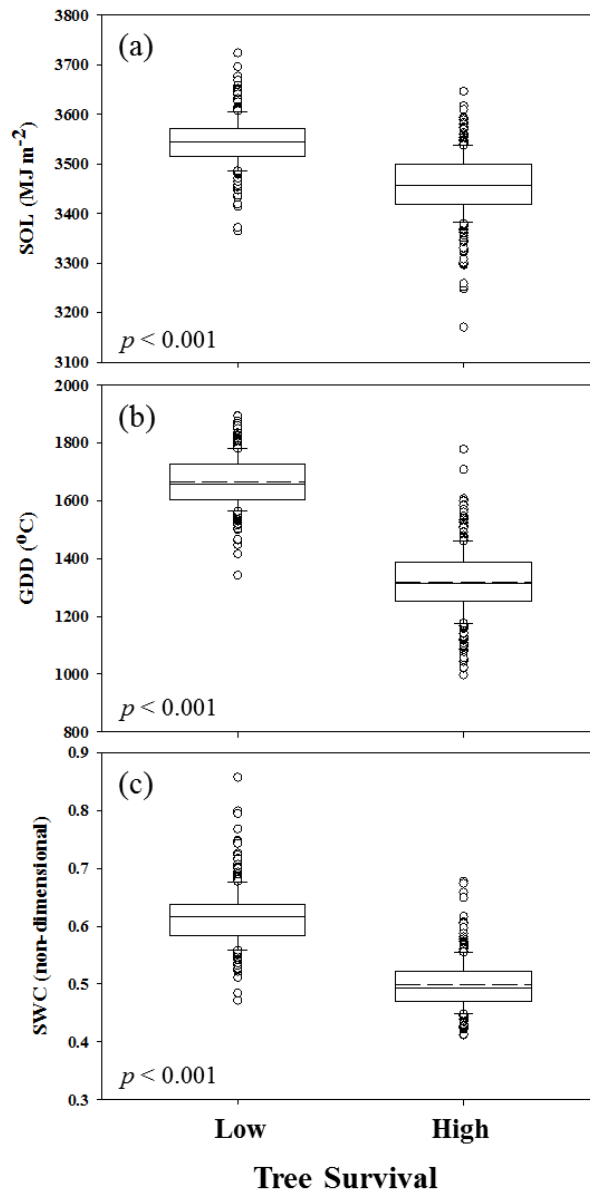 (a)
SOL (MJ m⁻²)
3800
3700
3600
3500
3400
3300
3200
3100
p < 0.001
(b)
GDD (⁰C)
2000
1800
1600
1400
1200
1000
800
p < 0.001
(c)
SWC (non-dimensional)
0.9
0.8
0.7
0.6
0.5
0.4
0.3
p < 0.001
Low High
Tree Survival